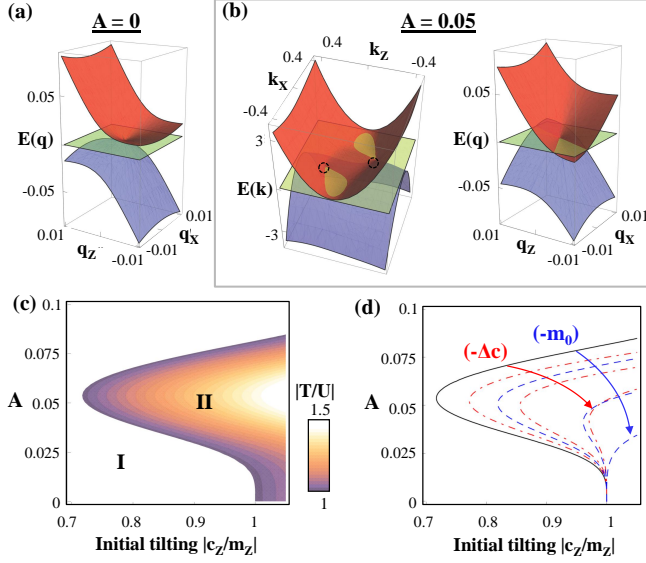 (a)
A = 0
0.05
E(q)
-0.05
0.01
q_Z
-0.01
-0.01
q_X
0.01
(b)
A = 0.05
0.4
k_X
-0.4
0.4
k_Z
-0.4
3
E(k)
-3
0.05
E(q)
-0.05
0.01
q_Z
-0.01
-0.01
q_X
0.01
(c)
0.1
0.075
A
0.05
0.025
0
I
II
|T/U|
1.5
1
0.7
0.8
0.9
1
Initial tilting |c_Z/m_Z|
(d)
0.1
(-m_0)
(-Δc)
0.075
A
0.05
0.025
0
0.7
0.8
0.9
1
Initial tilting |c_Z/m_Z|